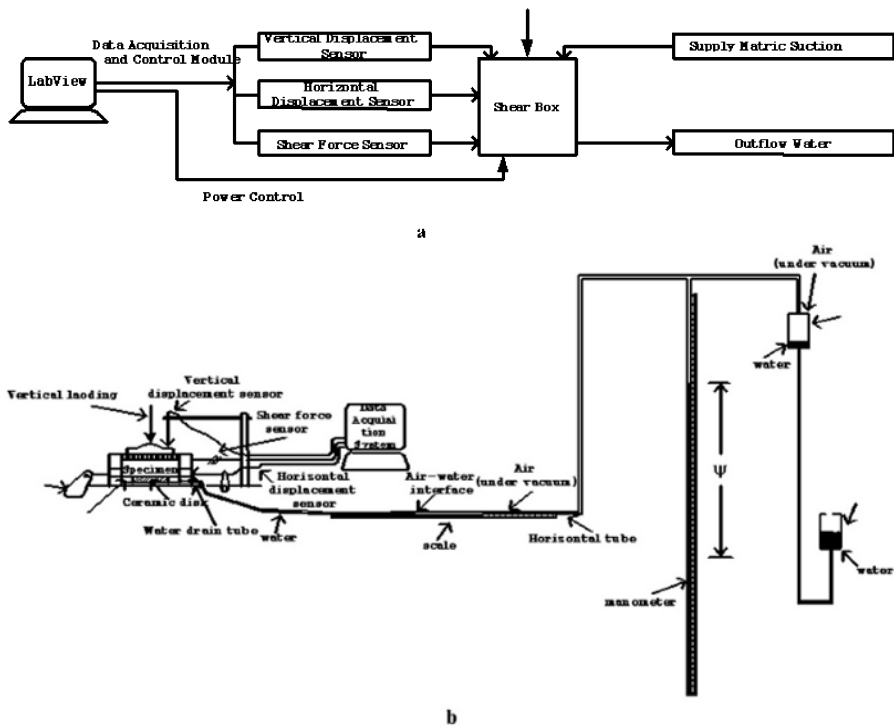 Data Acquisition
and Control Module
LabView
Vertical Displacement
Sensor
Horizontal
Displacement Sensor
Shear Force Sensor
Shear Box
Supply Matric Suction
Outflow Water
Power Control
a
Air
(under vacuum)
water
Vertical laoding
Vertical
displacement sensor
Shear force
sensor
Data
Acquisi
tion
System
Specimen
Ceramic disk
Water drain tube
water
Horisontal
displacement
sensor
Air-water
interface
Air
(under vacuum)
scale
Horisontal tube
Ψ
manometer
water
b